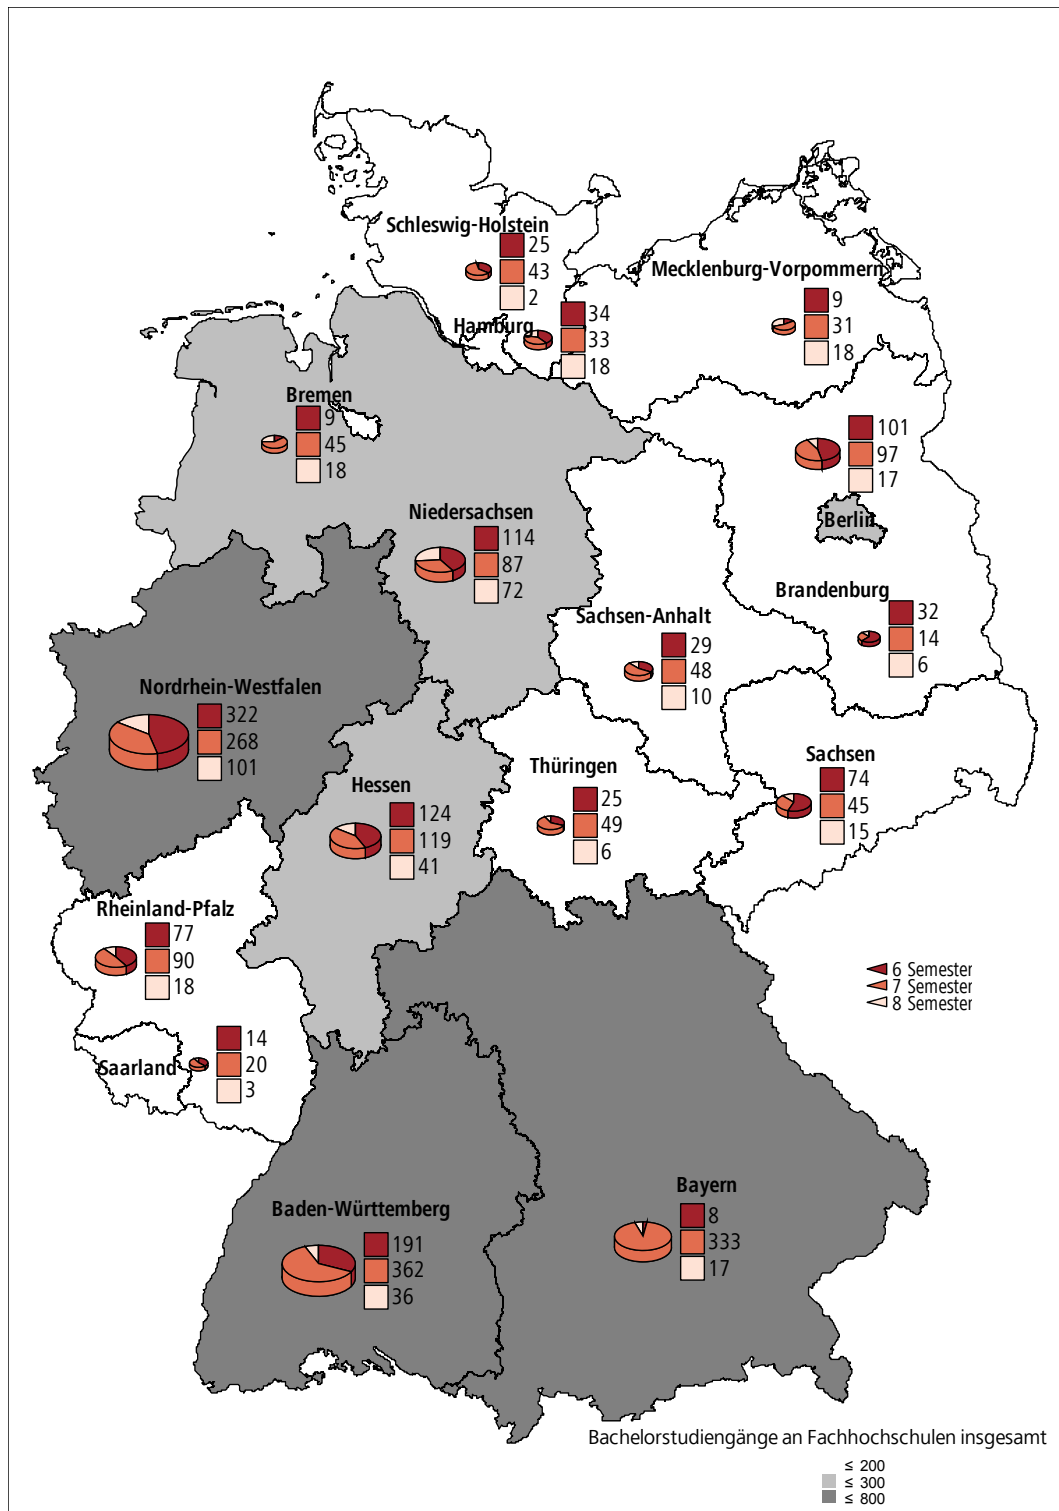 Schleswig-Holstein
25
43
2
Mecklenburg-Vorpommern
9
31
18
Hamburg
34
33
18
Bremen
9
45
18
101
97
17
Berlin
Niedersachsen
114
87
72
Brandenburg
32
14
6
Sachsen-Anhalt
29
48
10
Nordrhein-Westfalen
322
268
101
Sachsen
74
45
15
Thüringen
25
49
6
Hessen
124
119
41
Rheinland-Pfalz
77
90
18
6 Semester
7 Semester
8 Semester
Saarland
14
20
3
Bayern
8
333
17
Baden-Württemberg
191
362
36
Bachelorstudiengänge an Fachhochschulen insgesamt
≤ 200
≤ 300
≤ 800